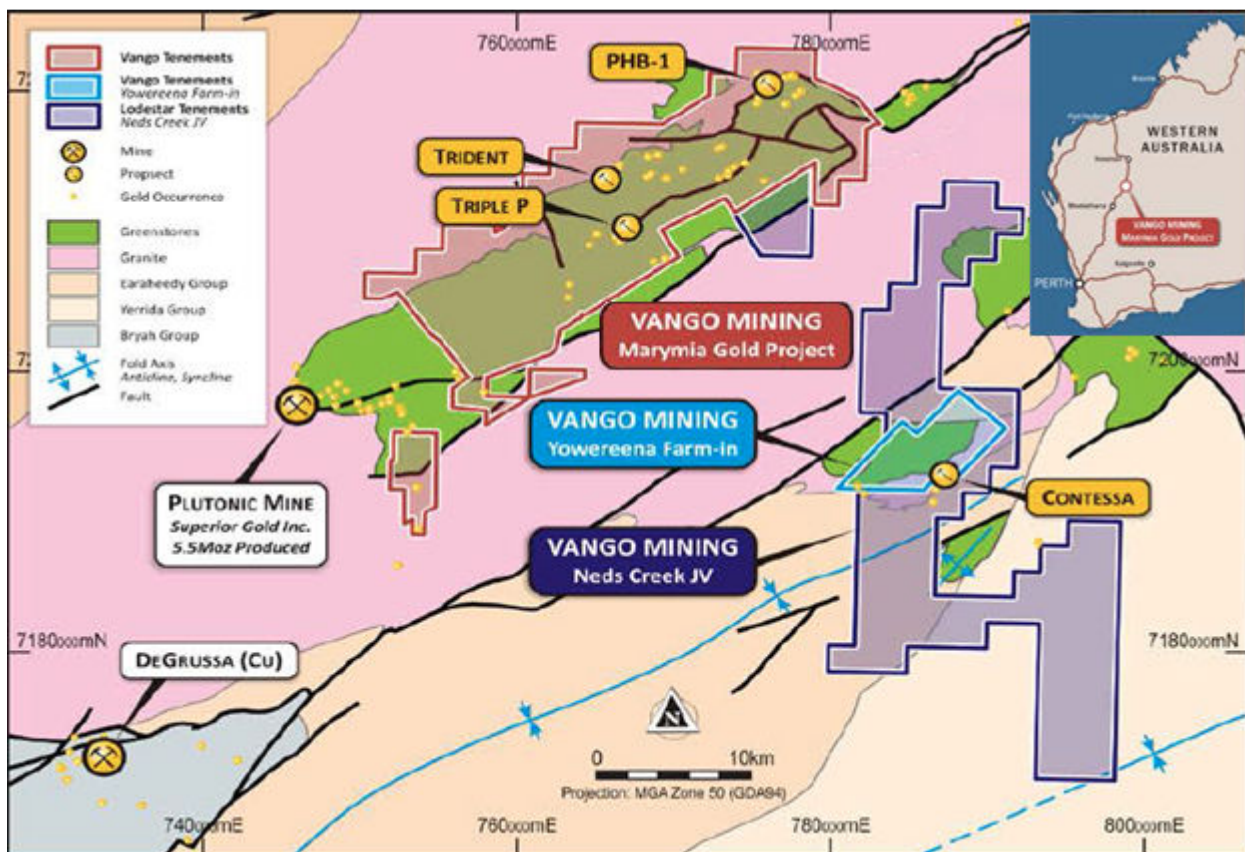 760000mE
780000mE
Vango Tenements
Vango Tenements
Yowereena Farm-in
Lodestar Tenements
Neds Creek JV
Mine
Propsect
Gold Occurrence
Greenstones
Granite
Earaheedy Group
Yerrida Group
Bryah Group
Fold Axis
Anticline, Syncline
Fault
PHB-1
TRIDENT
TRIPLE P
WESTERN
AUSTRALIA
VANGO MINING
MARYMIA GOLD PROJECT
PERTH
VANGO MINING
Marymia Gold Project
7200000mN
VANGO MINING
Yowereena Farm-in
PLUTONIC MINE
Superior Gold Inc.
5.5Moz Produced
CONTESSA
VANGO MINING
Neds Creek JV
7180000mN
7180000mN
DEGRUSSA (CU)
N
0 10km
Projection: MGA Zone 50 (GDA94)
740000mE
760000mE
780000mE
800000mE